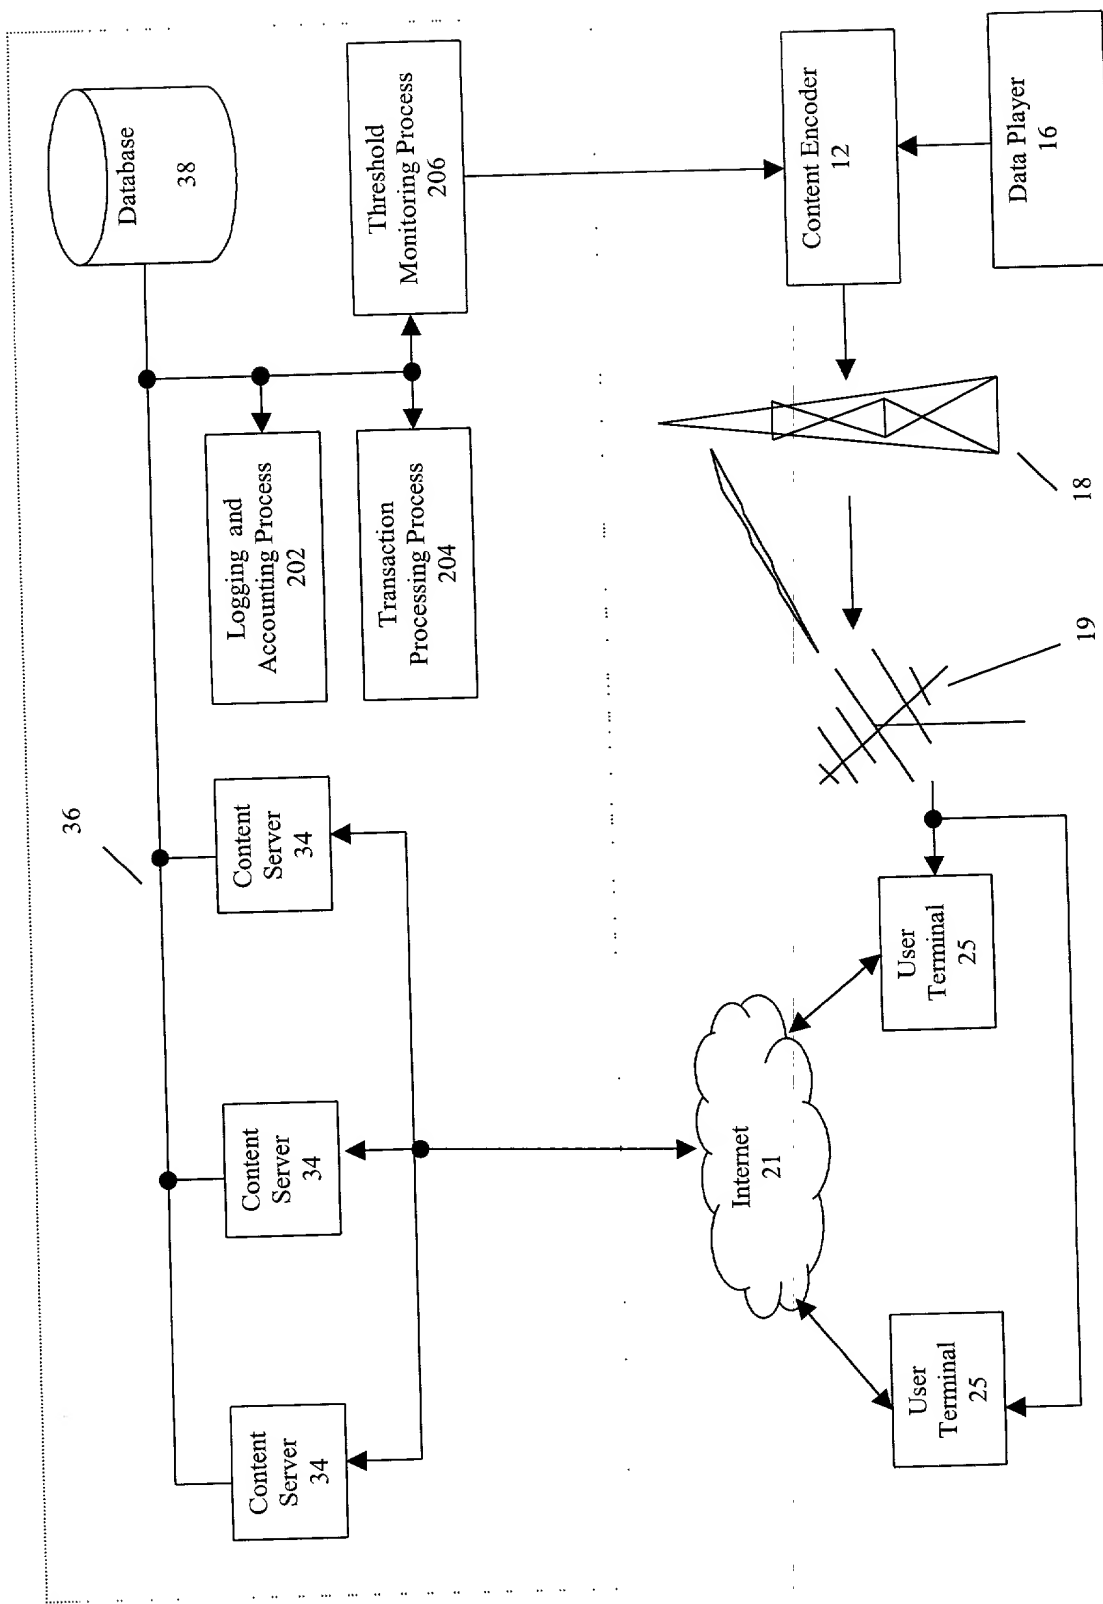 36
Content
Server
34
Content
Server
34
Content
Server
34
Logging and
Accounting Process
202
Transaction
Processing Process
204
Database
38
Threshold
Monitoring Process
206
Internet
21
User
Terminal
25
User
Terminal
25
19
18
Content Encoder
12
Data Player
16